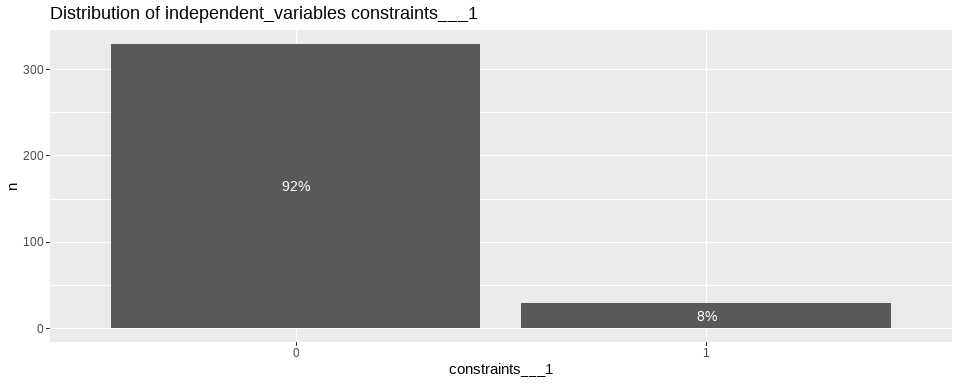 Distribution of independent_variables constraints___1
300
200
100
0
n
92%
8%
0
1
constraints___1